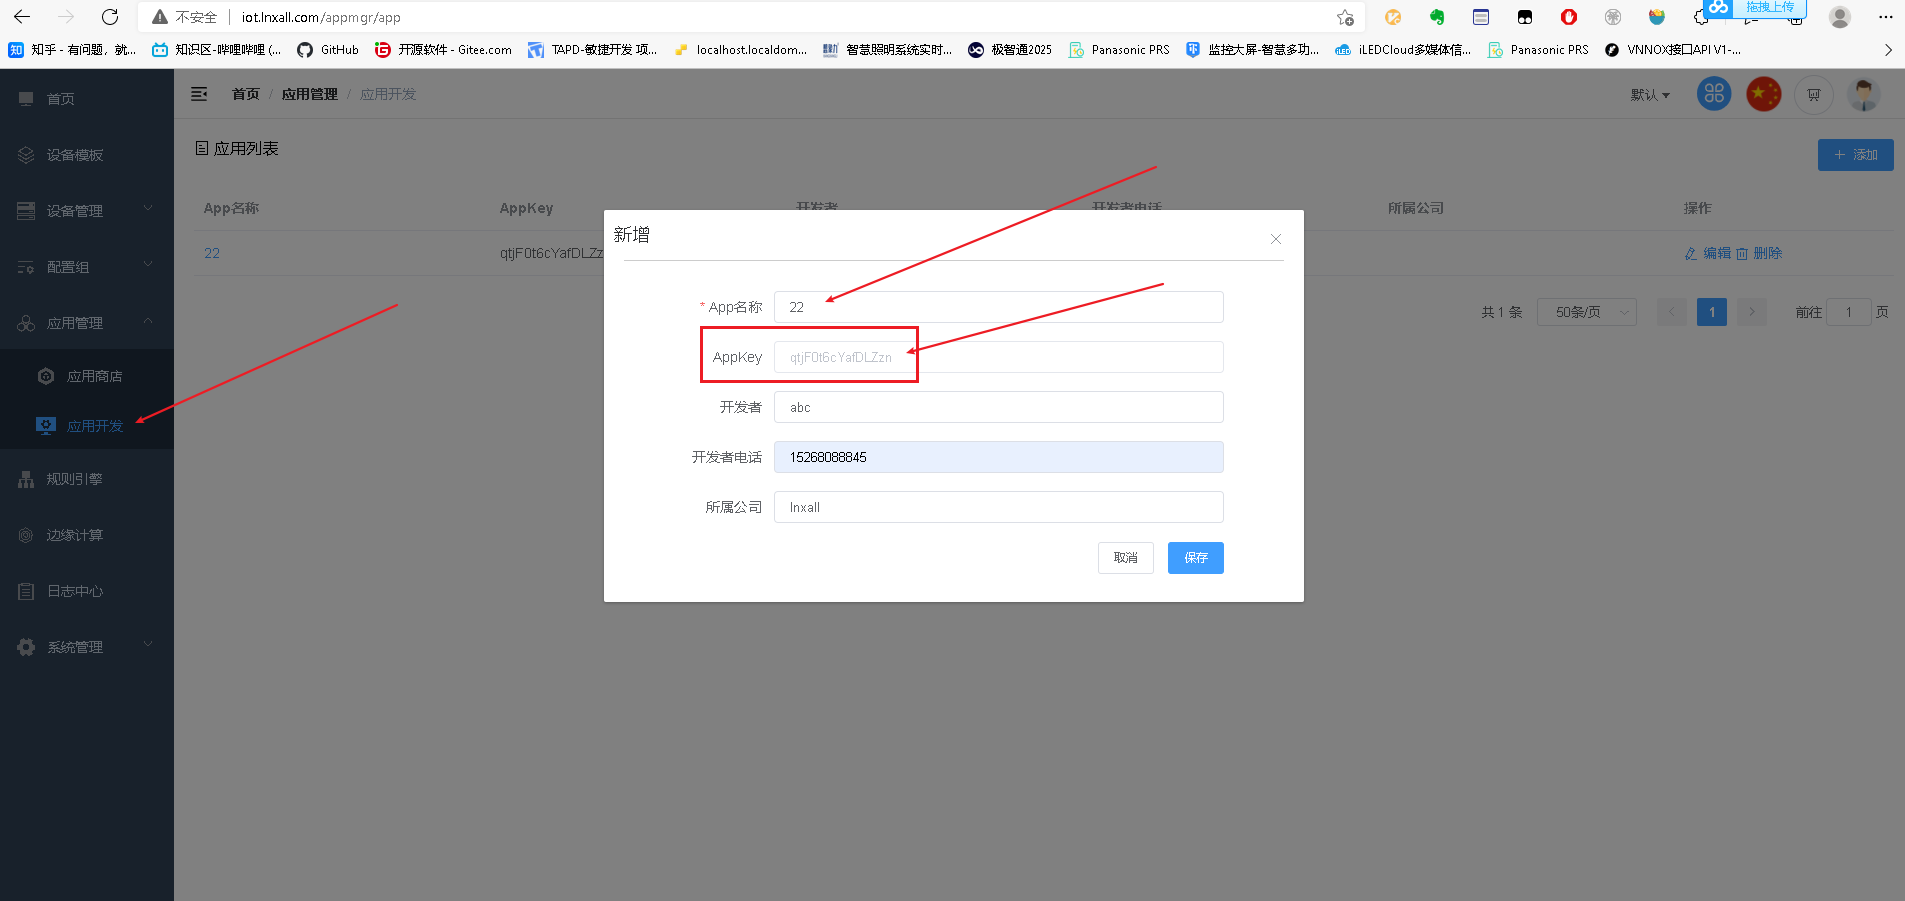 不安全 iot.lnxall.com/appmgr/app
拖拽上传
知乎 - 有问题，就...
知识区-哔哩哔哩 (...
GitHub
开源软件 - Gitee.com
TAPD-敏捷开发 项...
localhost.localdom...
智慧照明系统实时...
极智通2025
Panasonic PRS
监控大屏-智慧多功...
iLEDCloud多媒体信...
Panasonic PRS
VNNOX接口API V1-...
首页
设备模板
设备管理
配置组
应用管理
应用商店
应用开发
规则引擎
边缘计算
日志中心
系统管理
首页 / 应用管理 / 应用开发
默认
应用列表
+ 添加
App名称 AppKey 开发者 开发者电话 所属公司 操作
22 qtjF0t6cYafDLZz 编辑 删除
共 1 条 50条/页 1 前往 1 页
新增
* App名称 22
AppKey qtjF0t6cYafDLZzn
开发者 abc
开发者电话 15268088845
所属公司 lnxall
取消 保存